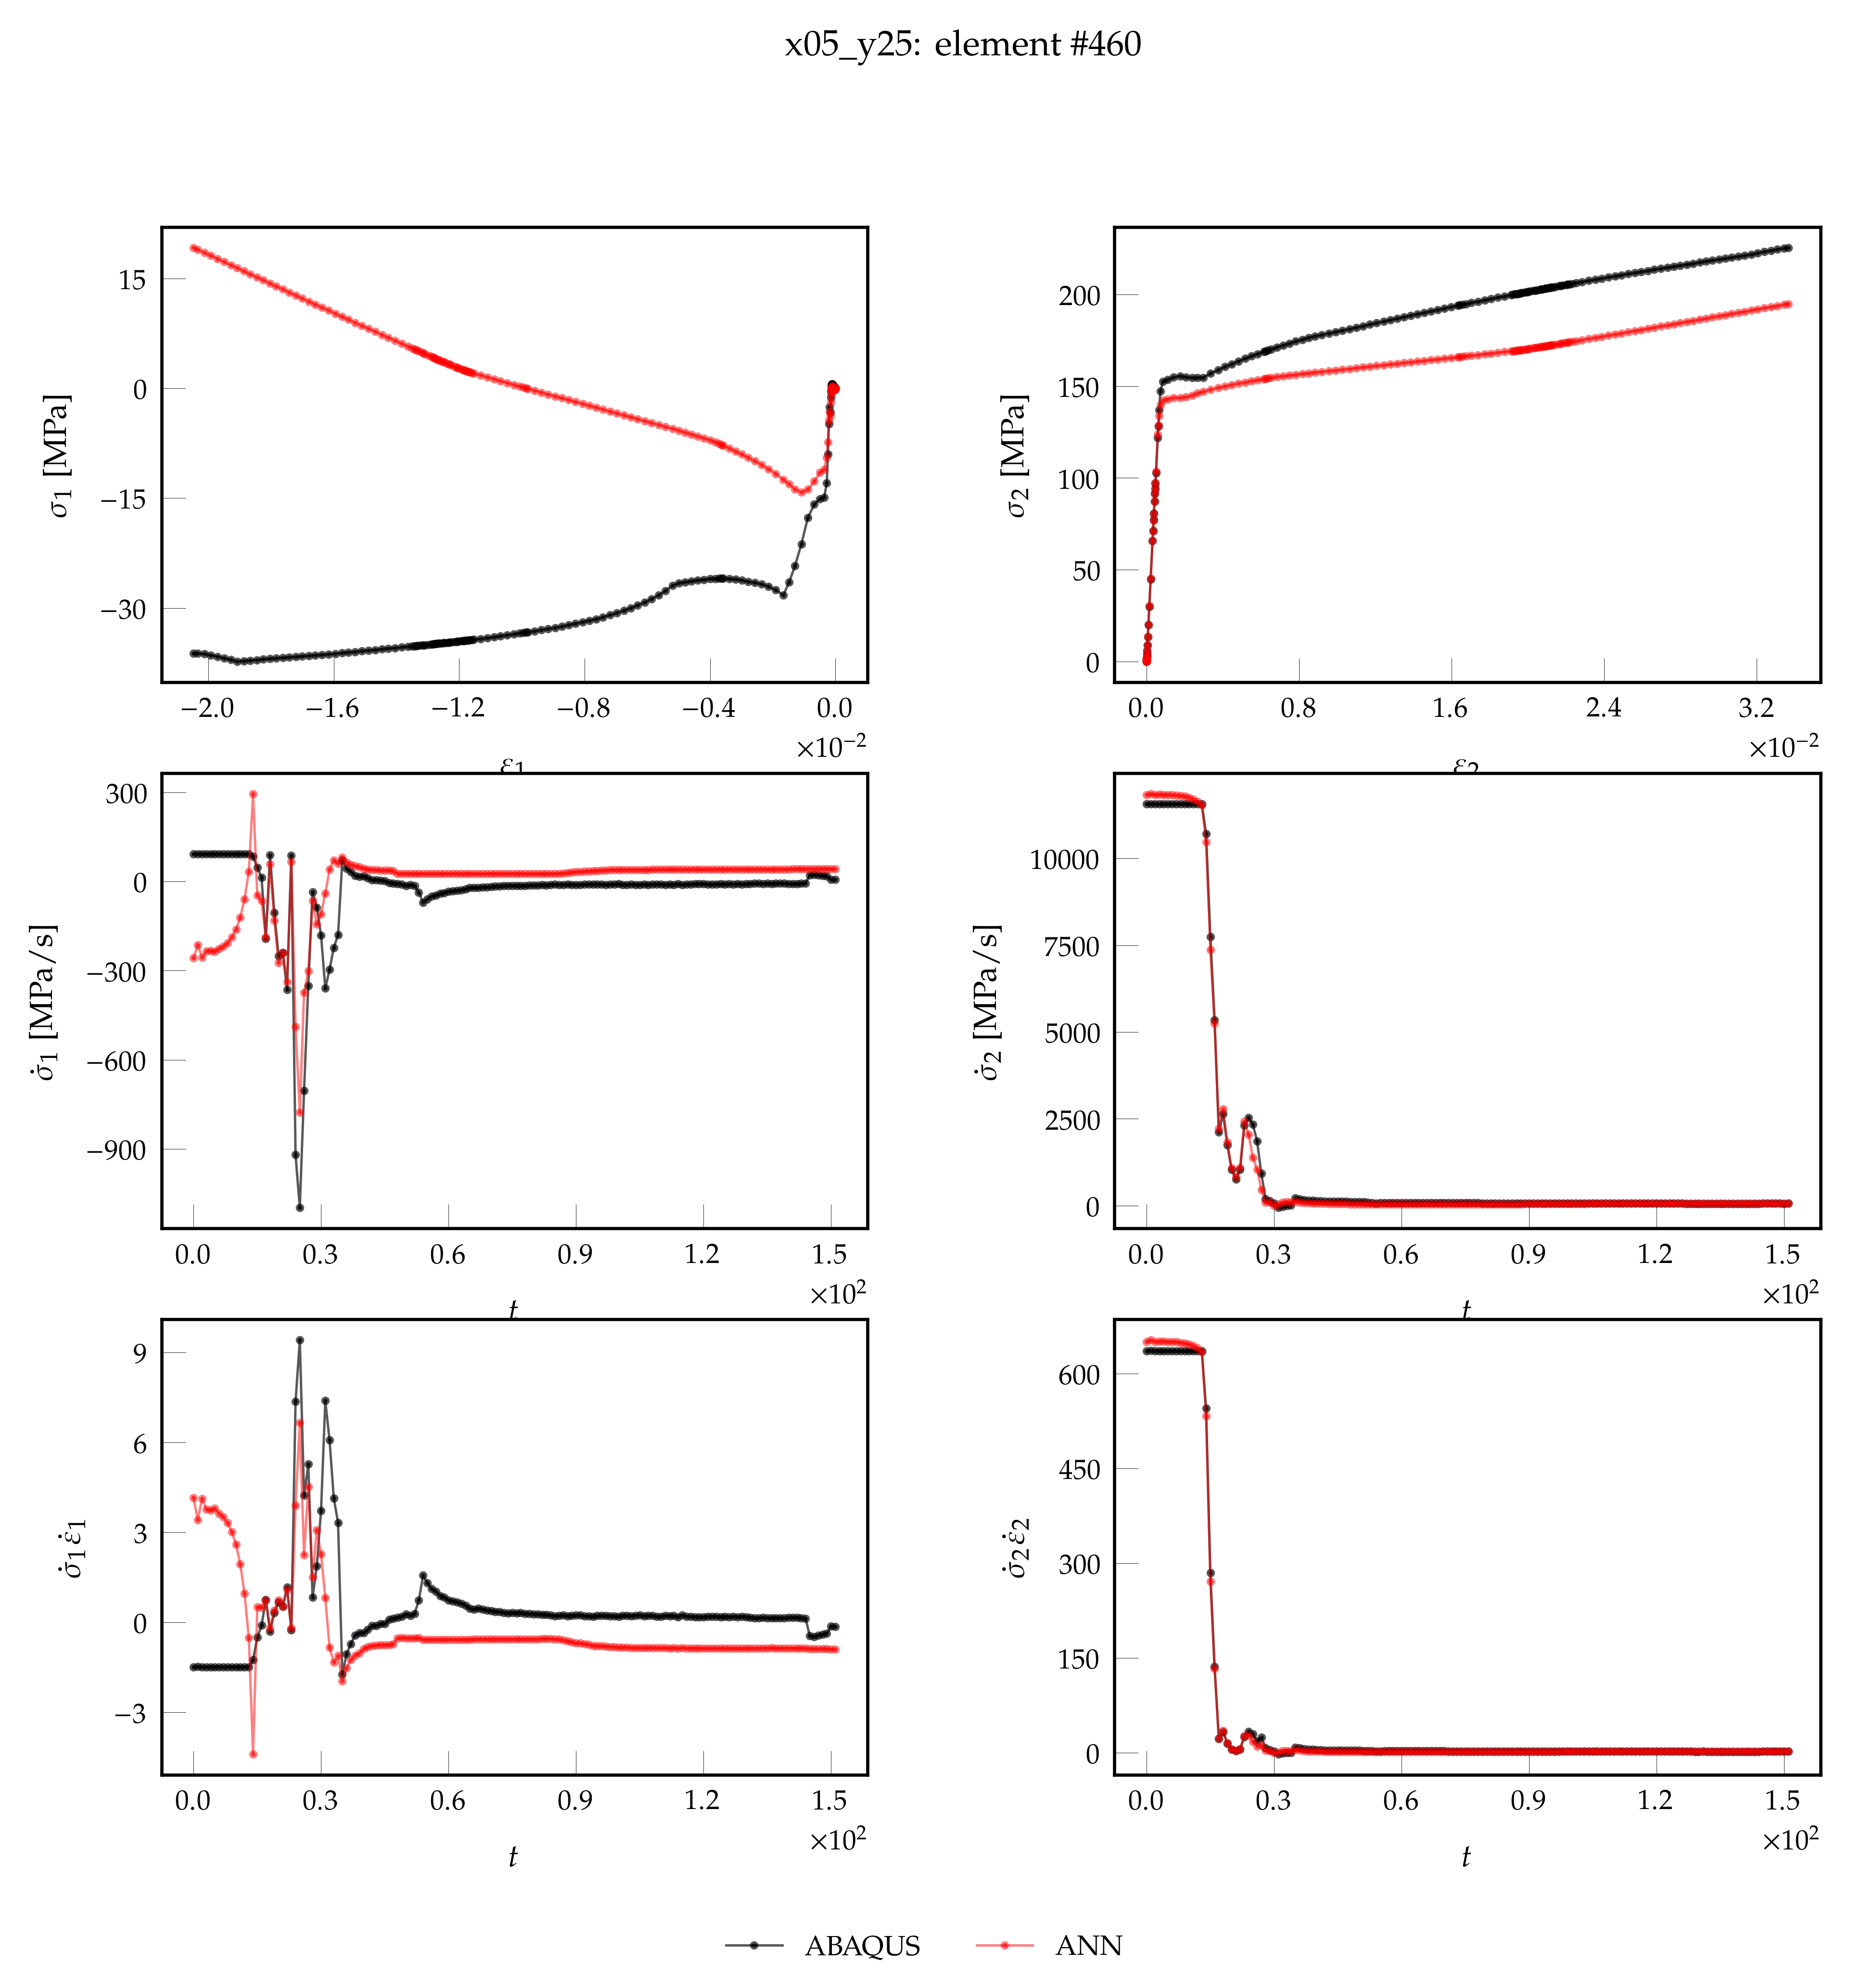 x05_y25: element #460
σ₁ [MPa]
15
0
−15
−30
−2.0 −1.6 −1.2 −0.8 −0.4 0.0
×10⁻²
ε₁
σ₂ [MPa]
200
150
100
50
0
0.0 0.8 1.6 2.4 3.2
×10⁻²
ε₂
σ̇₁ [MPa/s]
300
0
−300
−600
−900
0.0 0.3 0.6 0.9 1.2 1.5
×10²
t
σ̇₂ [MPa/s]
10000
7500
5000
2500
0
0.0 0.3 0.6 0.9 1.2 1.5
×10²
t
σ̇₁ε̇₁
9
6
3
0
−3
0.0 0.3 0.6 0.9 1.2 1.5
×10²
t
σ̇₂ε̇₂
600
450
300
150
0
0.0 0.3 0.6 0.9 1.2 1.5
×10²
t
ABAQUS ANN